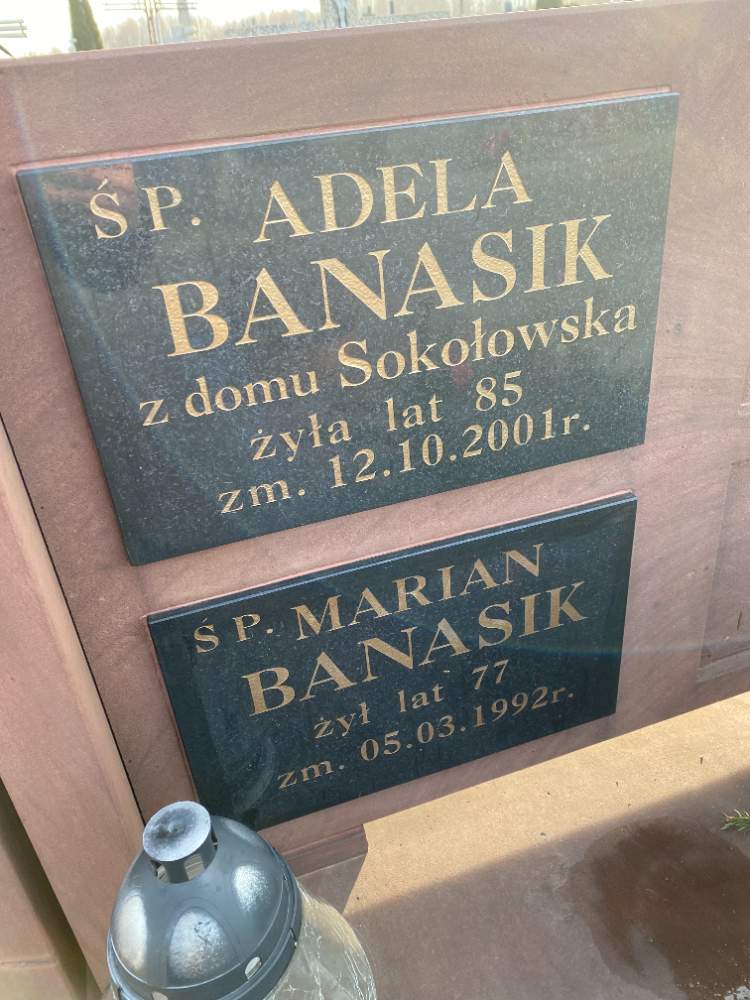 ŚP. ADELA
BANASIK
z domu Sokołowska
żyła lat 85
zm. 12.10.2001r.
ŚP. MARIAN
BANASIK
żył lat 77
zm. 05.03.1992r.